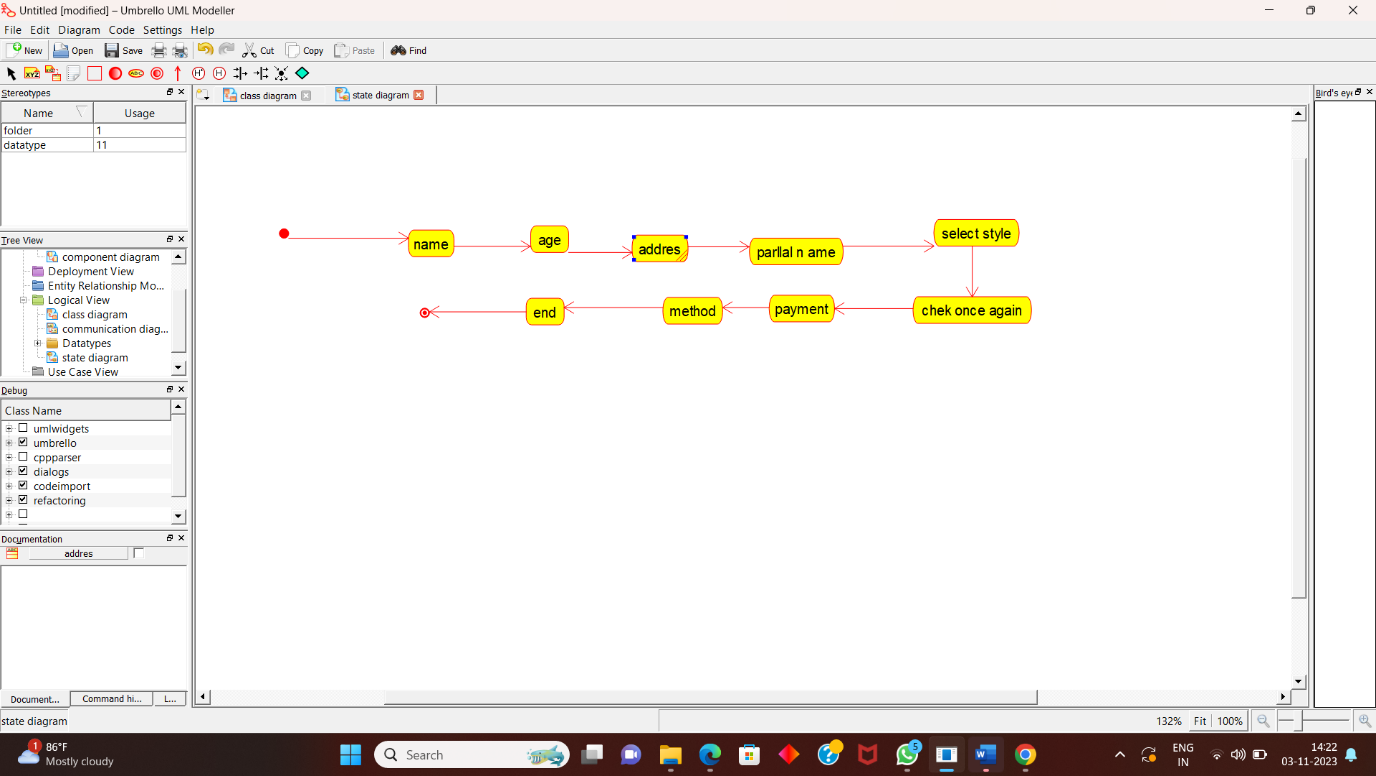 Untitled [modified] – Umbrello UML Modeller
File Edit Diagram Code Settings Help
New Open Save Cut Copy Paste Find
XYZ ABC H* H
Stereotypes
Name Usage
folder 1
datatype 11
class diagram state diagram
Bird's eye
Tree View
component diagram
Deployment View
Entity Relationship Mo...
Logical View
class diagram
communication diag...
Datatypes
state diagram
Use Case View
name age addres parllal n ame select style
end method payment chek once again
Debug
Class Name
umlwidgets
umbrello
cppparser
dialogs
codeimport
refactoring
Documentation
addres
Document... Command hi... L...
state diagram 132% Fit 100%
1 86°F
Mostly cloudy
Search
5
ENG
IN
14:22
03-11-2023